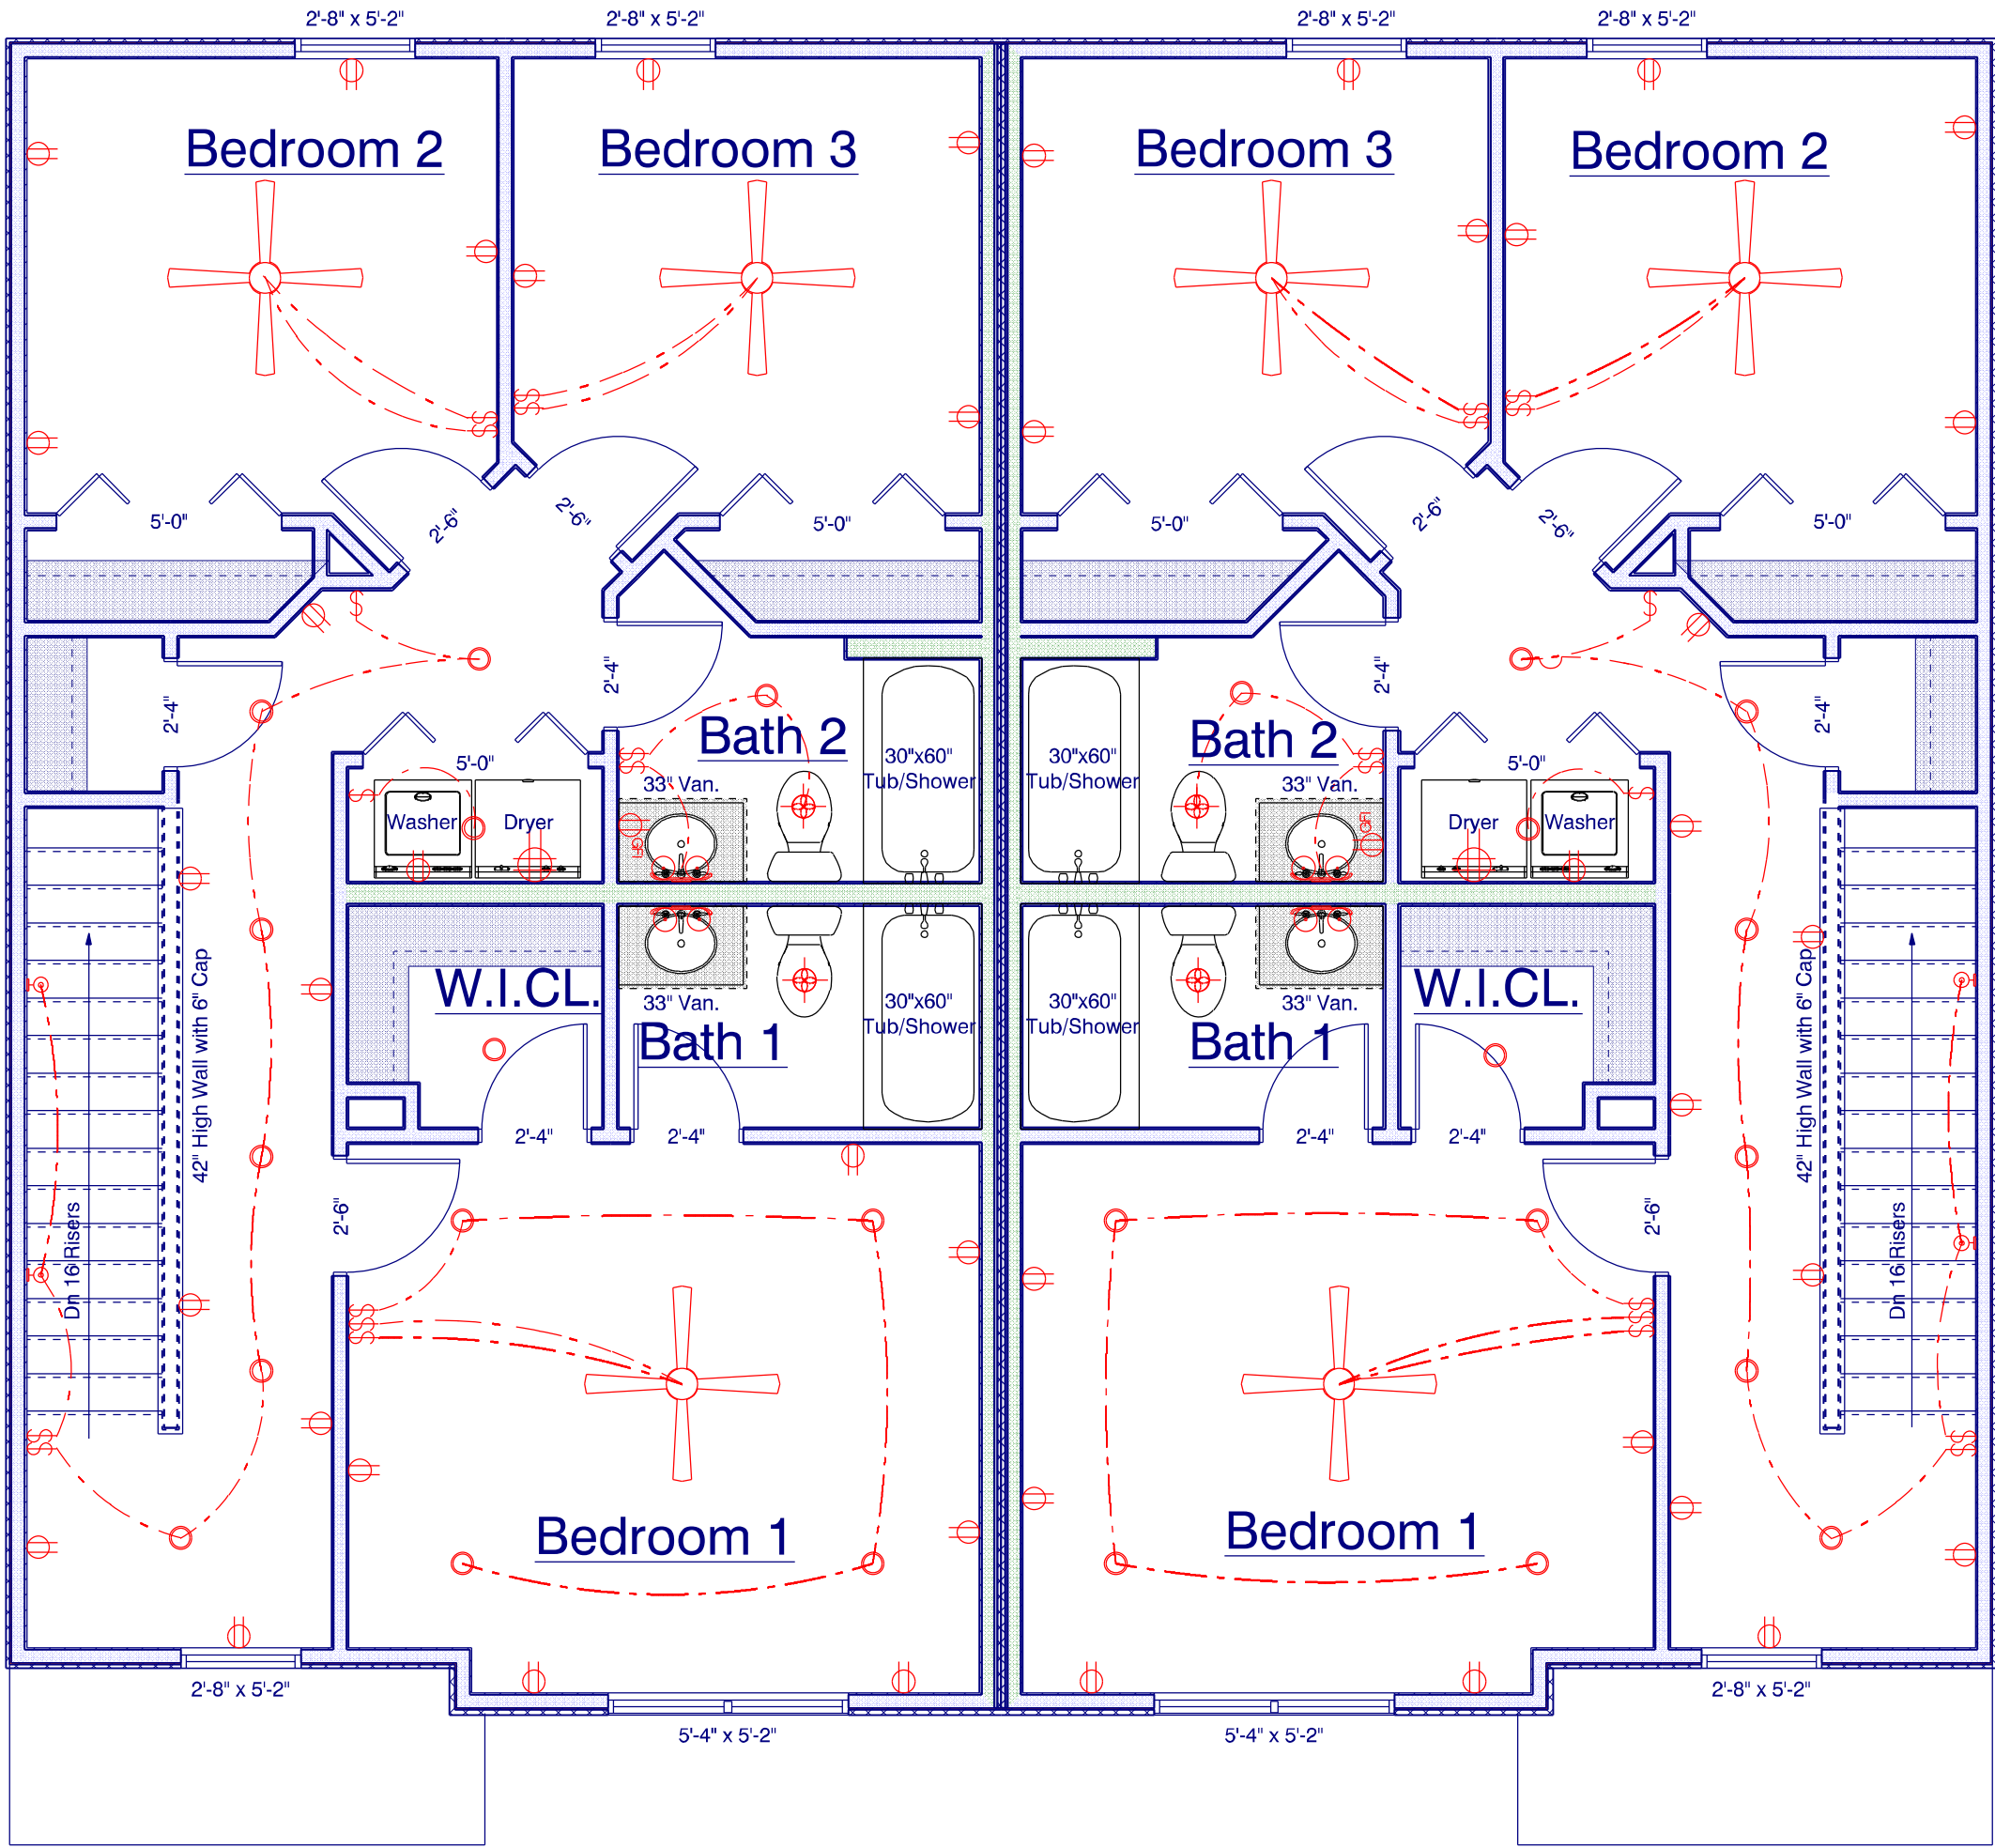 2'-8" x 5'-2"
2'-8" x 5'-2"
2'-8" x 5'-2"
2'-8" x 5'-2"
Bedroom 2
Bedroom 3
Bedroom 3
Bedroom 2
5'-0"
2'-6"
2'-6"
5'-0"
5'-0"
2'-6"
2'-6"
5'-0"
2'-4"
2'-4"
2'-4"
2'-4"
Bath 2
Bath 2
5'-0"
33" Van.
30"x60"
Tub/Shower
30"x60"
Tub/Shower
33" Van.
5'-0"
Washer
Dryer
Dryer
Washer
GFI
GFI
42" High Wall with 6" Cap
W.I.CL.
33" Van.
30"x60"
Tub/Shower
30"x60"
Tub/Shower
33" Van.
W.I.CL.
42" High Wall with 6" Cap
Bath 1
Bath 1
2'-4"
2'-4"
2'-4"
2'-4"
Dn 16 Risers
2'-6"
2'-6"
Dn 16 Risers
Bedroom 1
Bedroom 1
2'-8" x 5'-2"
2'-8" x 5'-2"
5'-4" x 5'-2"
5'-4" x 5'-2"